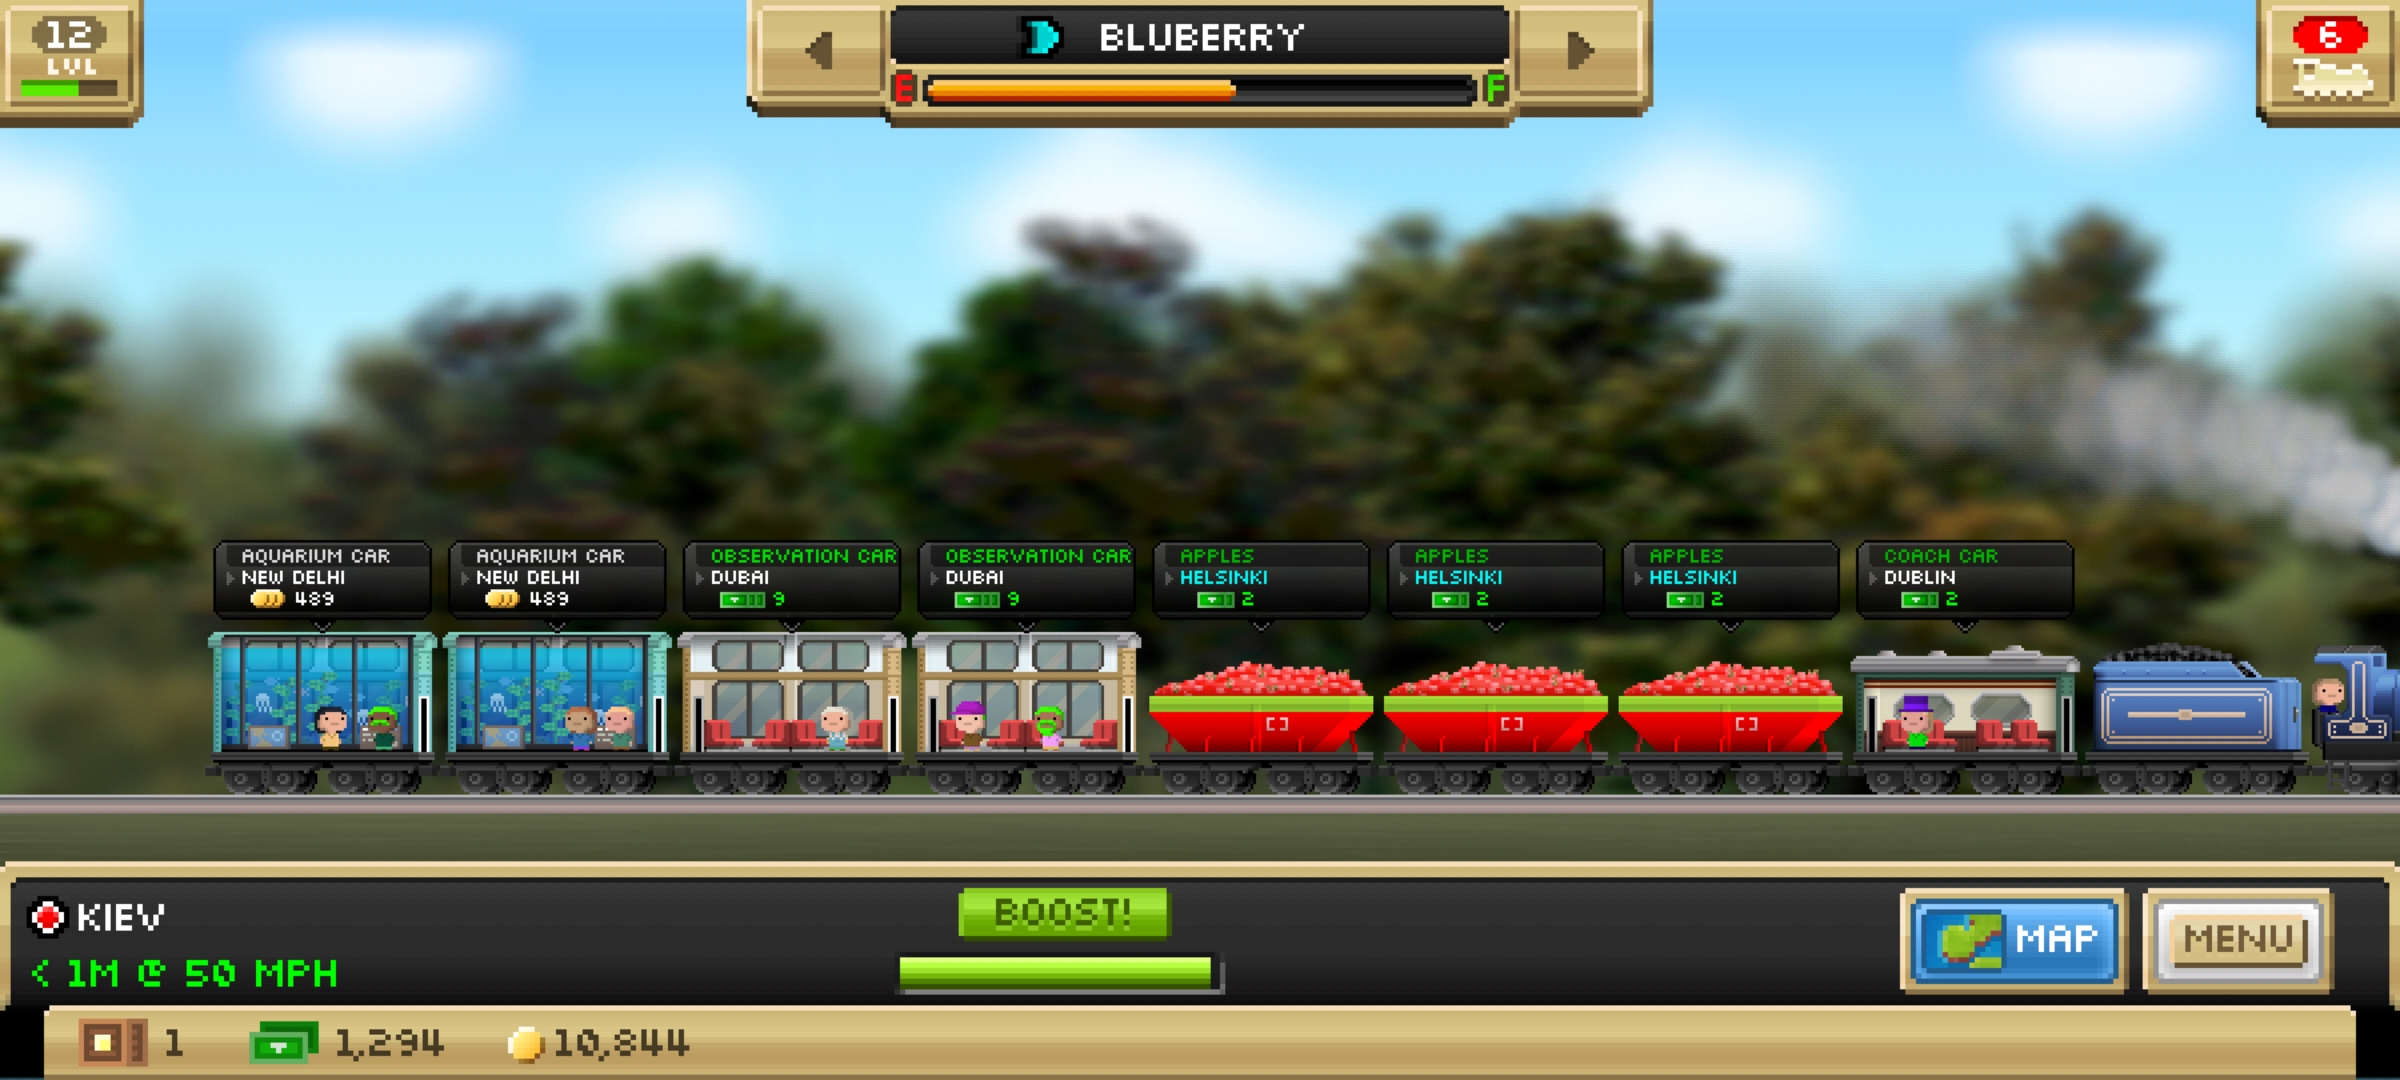 12
LVL
BLUBERRY
E F
6
AQUARIUM CAR
NEW DELHI
489
AQUARIUM CAR
NEW DELHI
489
OBSERVATION CAR
DUBAI
9
OBSERVATION CAR
DUBAI
9
APPLES
HELSINKI
2
APPLES
HELSINKI
2
APPLES
HELSINKI
2
COACH CAR
DUBLIN
2
KIEV
< 1M @ 50 MPH
BOOST!
MAP
MENU
1
1,294
10,844